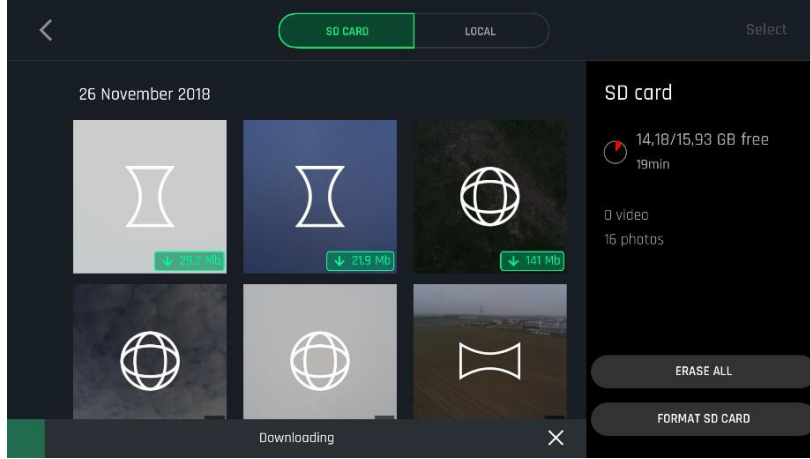 SD CARD
LOCAL
Select
26 November 2018
SD card
14,18/15,93 GB free
19min
0 video
16 photos
29.2 Mb
21,9 Mb
141 Mb
ERASE ALL
FORMAT SD CARD
Downloading